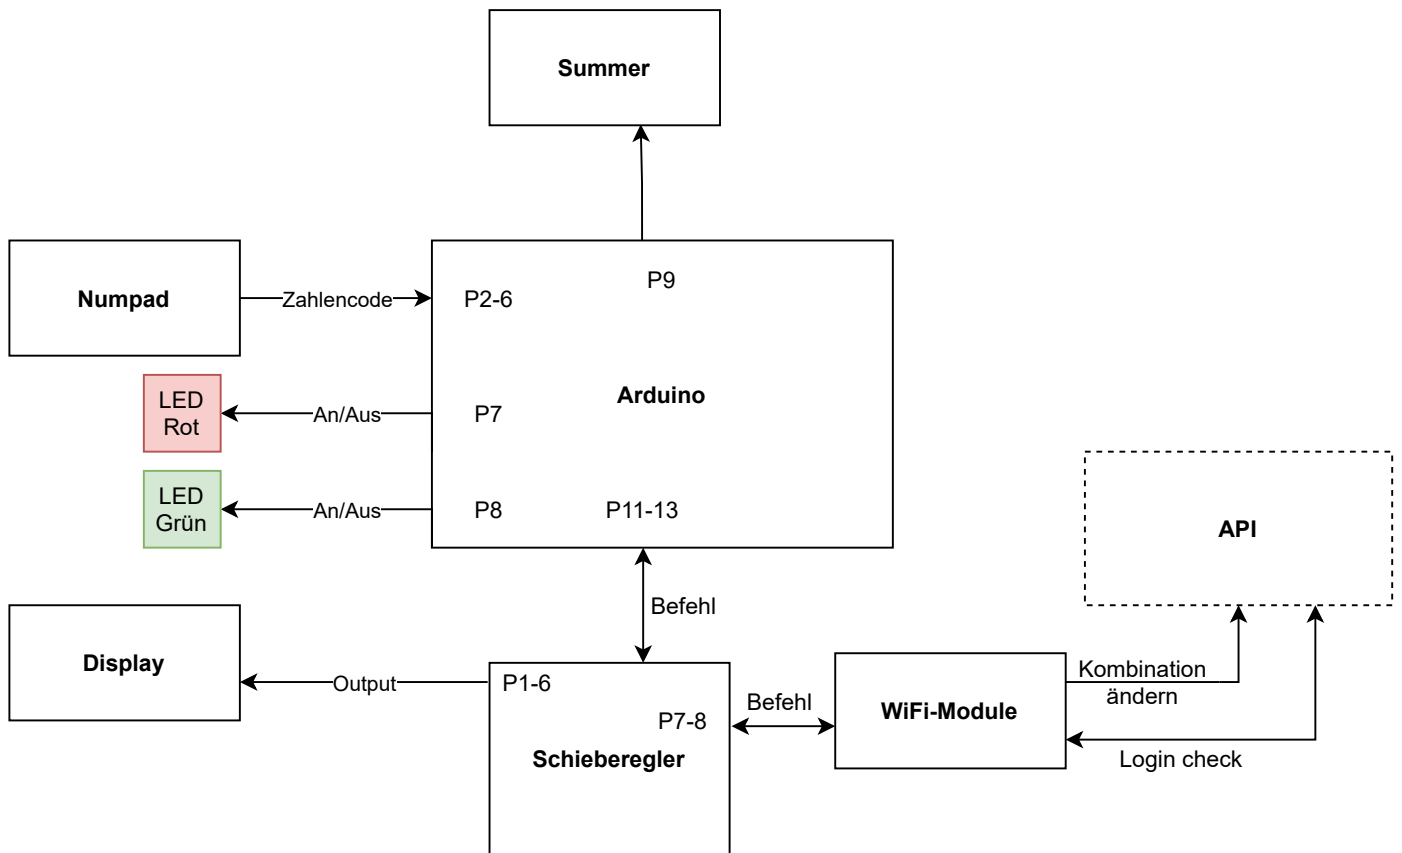 Summer
P9
Numpad
Zahlencode
P2-6
Arduino
LED
Rot
An/Aus
P7
LED
Grün
An/Aus
P8
P11-13
API
Befehl
Display
Output
P1-6
P7-8
Schieberegler
Befehl
WiFi-Module
Kombination
ändern
Login check